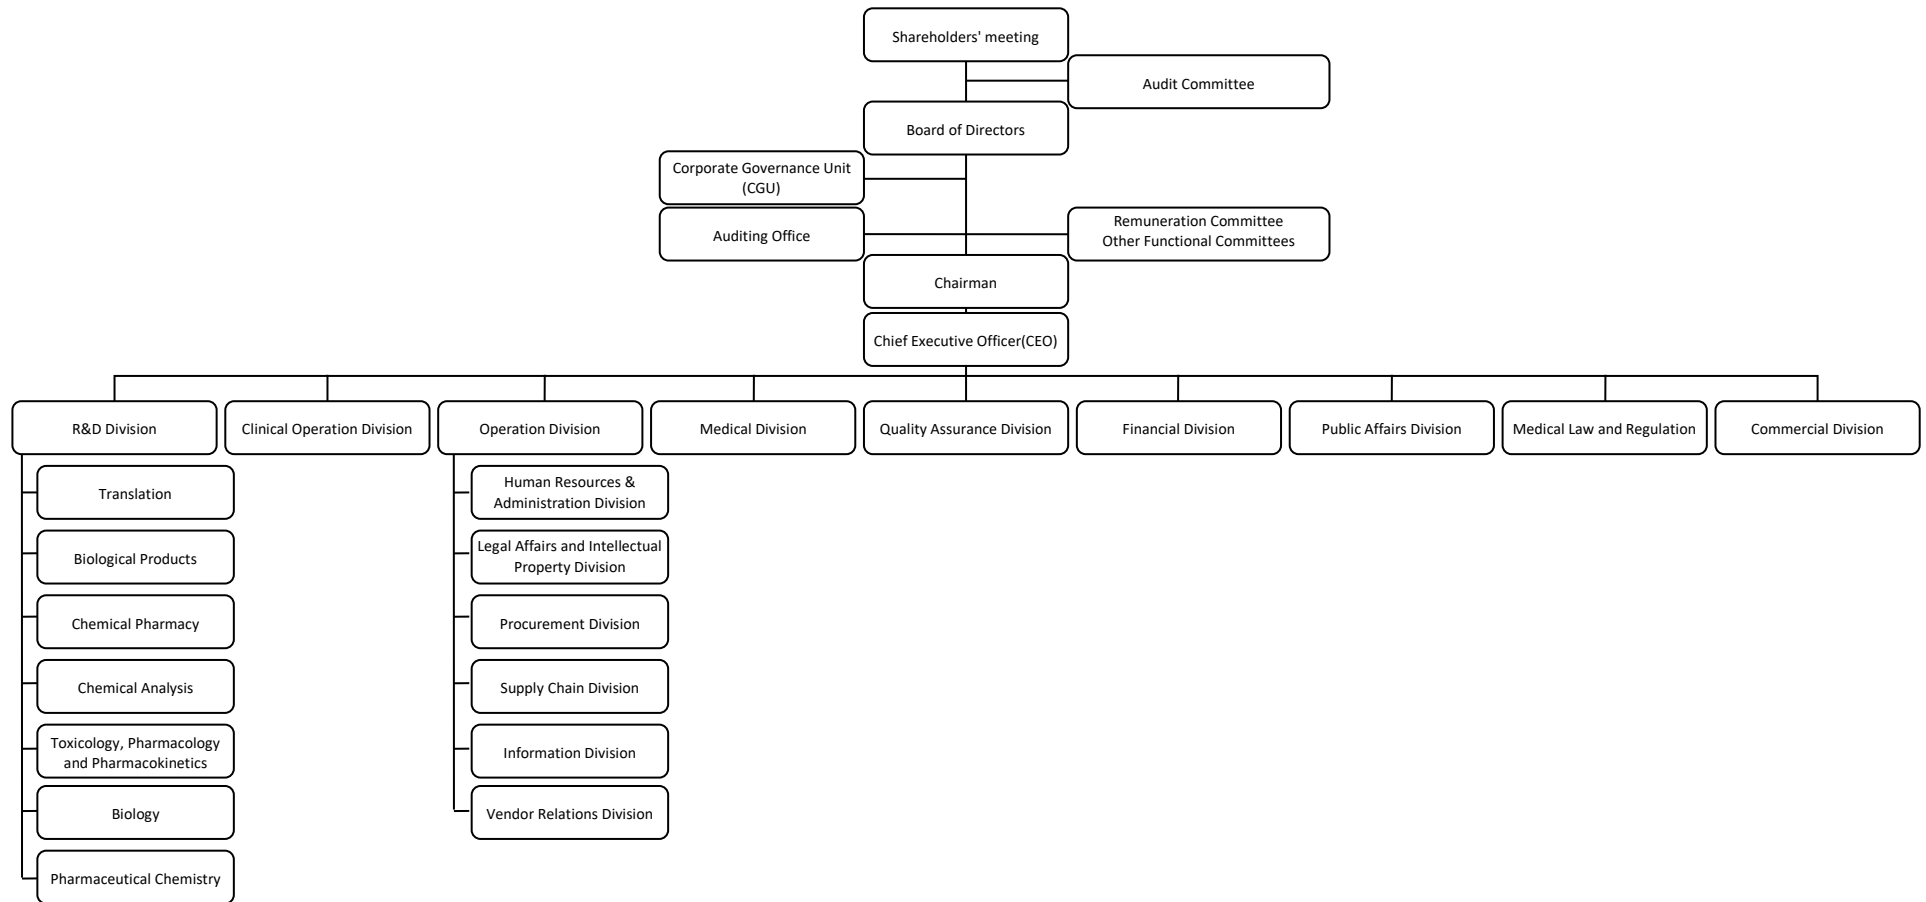 Shareholders' meeting
Audit Committee
Board of Directors
Corporate Governance Unit
(CGU)
Auditing Office
Remuneration Committee
Other Functional Committees
Chairman
Chief Executive Officer(CEO)
R&D Division
Clinical Operation Division
Operation Division
Medical Division
Quality Assurance Division
Financial Division
Public Affairs Division
Medical Law and Regulation
Commercial Division
Translation
Biological Products
Chemical Pharmacy
Chemical Analysis
Toxicology, Pharmacology
and Pharmacokinetics
Biology
Pharmaceutical Chemistry
Human Resources &
Administration Division
Legal Affairs and Intellectual
Property Division
Procurement Division
Supply Chain Division
Information Division
Vendor Relations Division